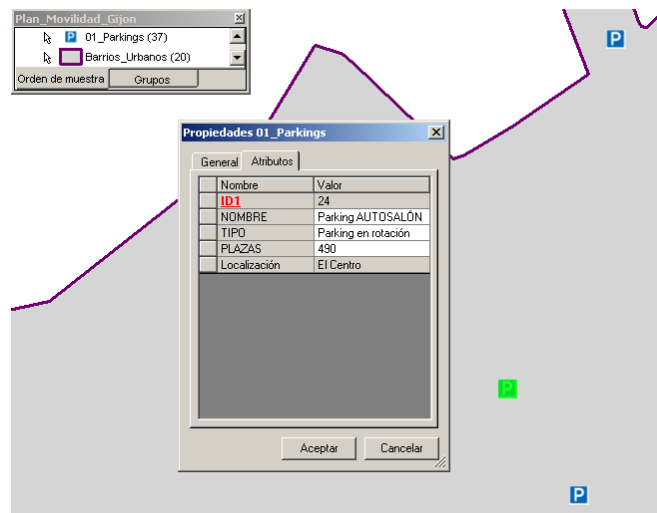 Plan_Movilidad_Gijon
P 01_Parkings (37)
Barrios_Urbanos (20)
Orden de muestra Grupos
P
Propiedades 01_Parkings
General Atributos
Nombre Valor
ID1 24
NOMBRE Parking AUTOSALÓN
TIPO Parking en rotación
PLAZAS 490
Localización El Centro
P
Aceptar Cancelar
P